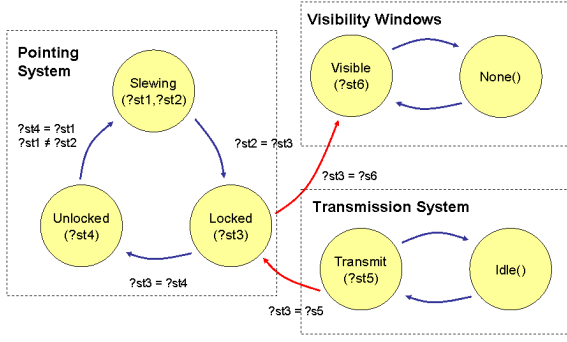 Pointing
System
Slewing
(?st1,?st2)
?st4 = ?st1
?st1 ≠ ?st2
?st2 = ?st3
Unlocked
(?st4)
Locked
(?st3)
?st3 = ?st4
Visibility Windows
Visible
(?st6)
None()
?st3 = ?s6
Transmission System
Transmit
(?st5)
Idle()
?st3 = ?s5